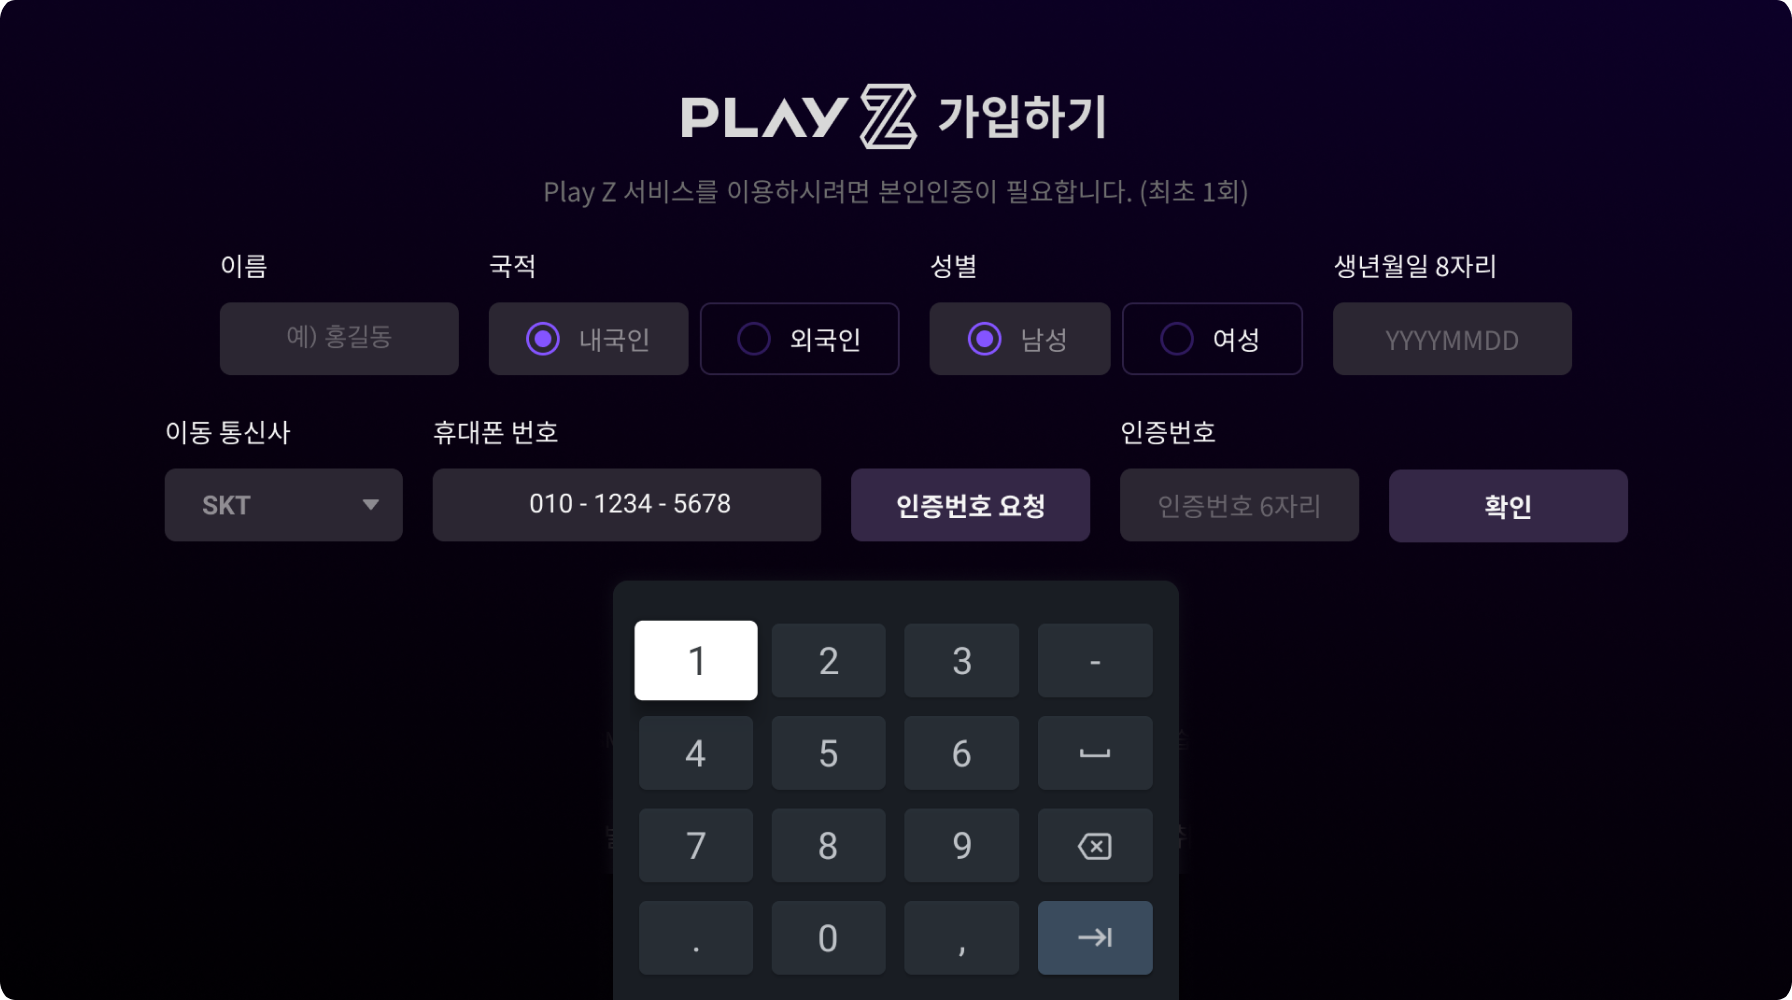 PLAY Z 가입하기
Play Z 서비스를 이용하시려면 본인인증이 필요합니다. (최초 1회)
이름 국적 성별 생년월일 8자리
예) 홍길동 내국인 외국인 남성 여성 YYYYMMDD
이동 통신사 휴대폰 번호 인증번호
SKT 010 - 1234 - 5678 인증번호 요청 인증번호 6자리 확인
1 2 3 -
4 5 6
7 8 9
. 0 ,